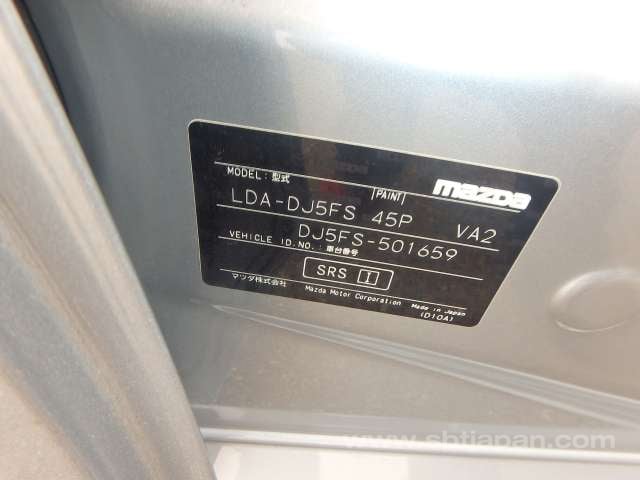 mazda
MODEL:型式 PAINT
LDA-DJ5FS 45P VA2
DJ5FS-501659
VEHICLE ID.NO.:車台番号
SRS I
マツダ株式会社 Mazda Motor Corporation Made in Japan
(D10A)
www.sbtjapan.com